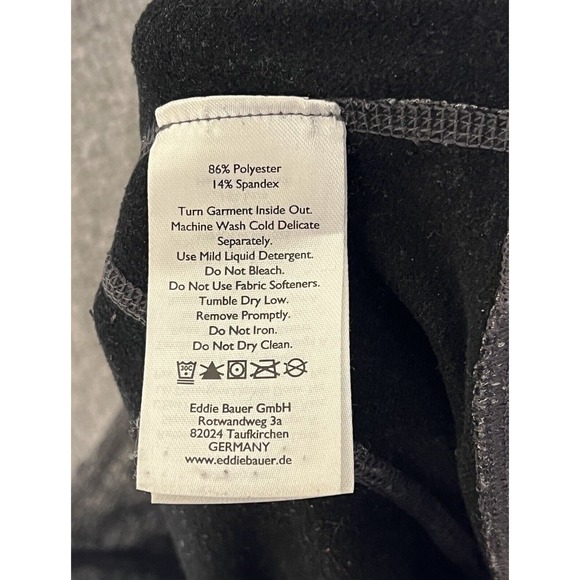 86% Polyester
14% Spandex
Turn Garment Inside Out.
Machine Wash Cold Delicate
Separately.
Use Mild Liquid Detergent.
Do Not Bleach.
Do Not Use Fabric Softeners.
Tumble Dry Low.
Remove Promptly.
Do Not Iron.
Do Not Dry Clean.
30C
Eddie Bauer GmbH
Rotwandweg 3a
82024 Taufkirchen
GERMANY
www.eddiebauer.de